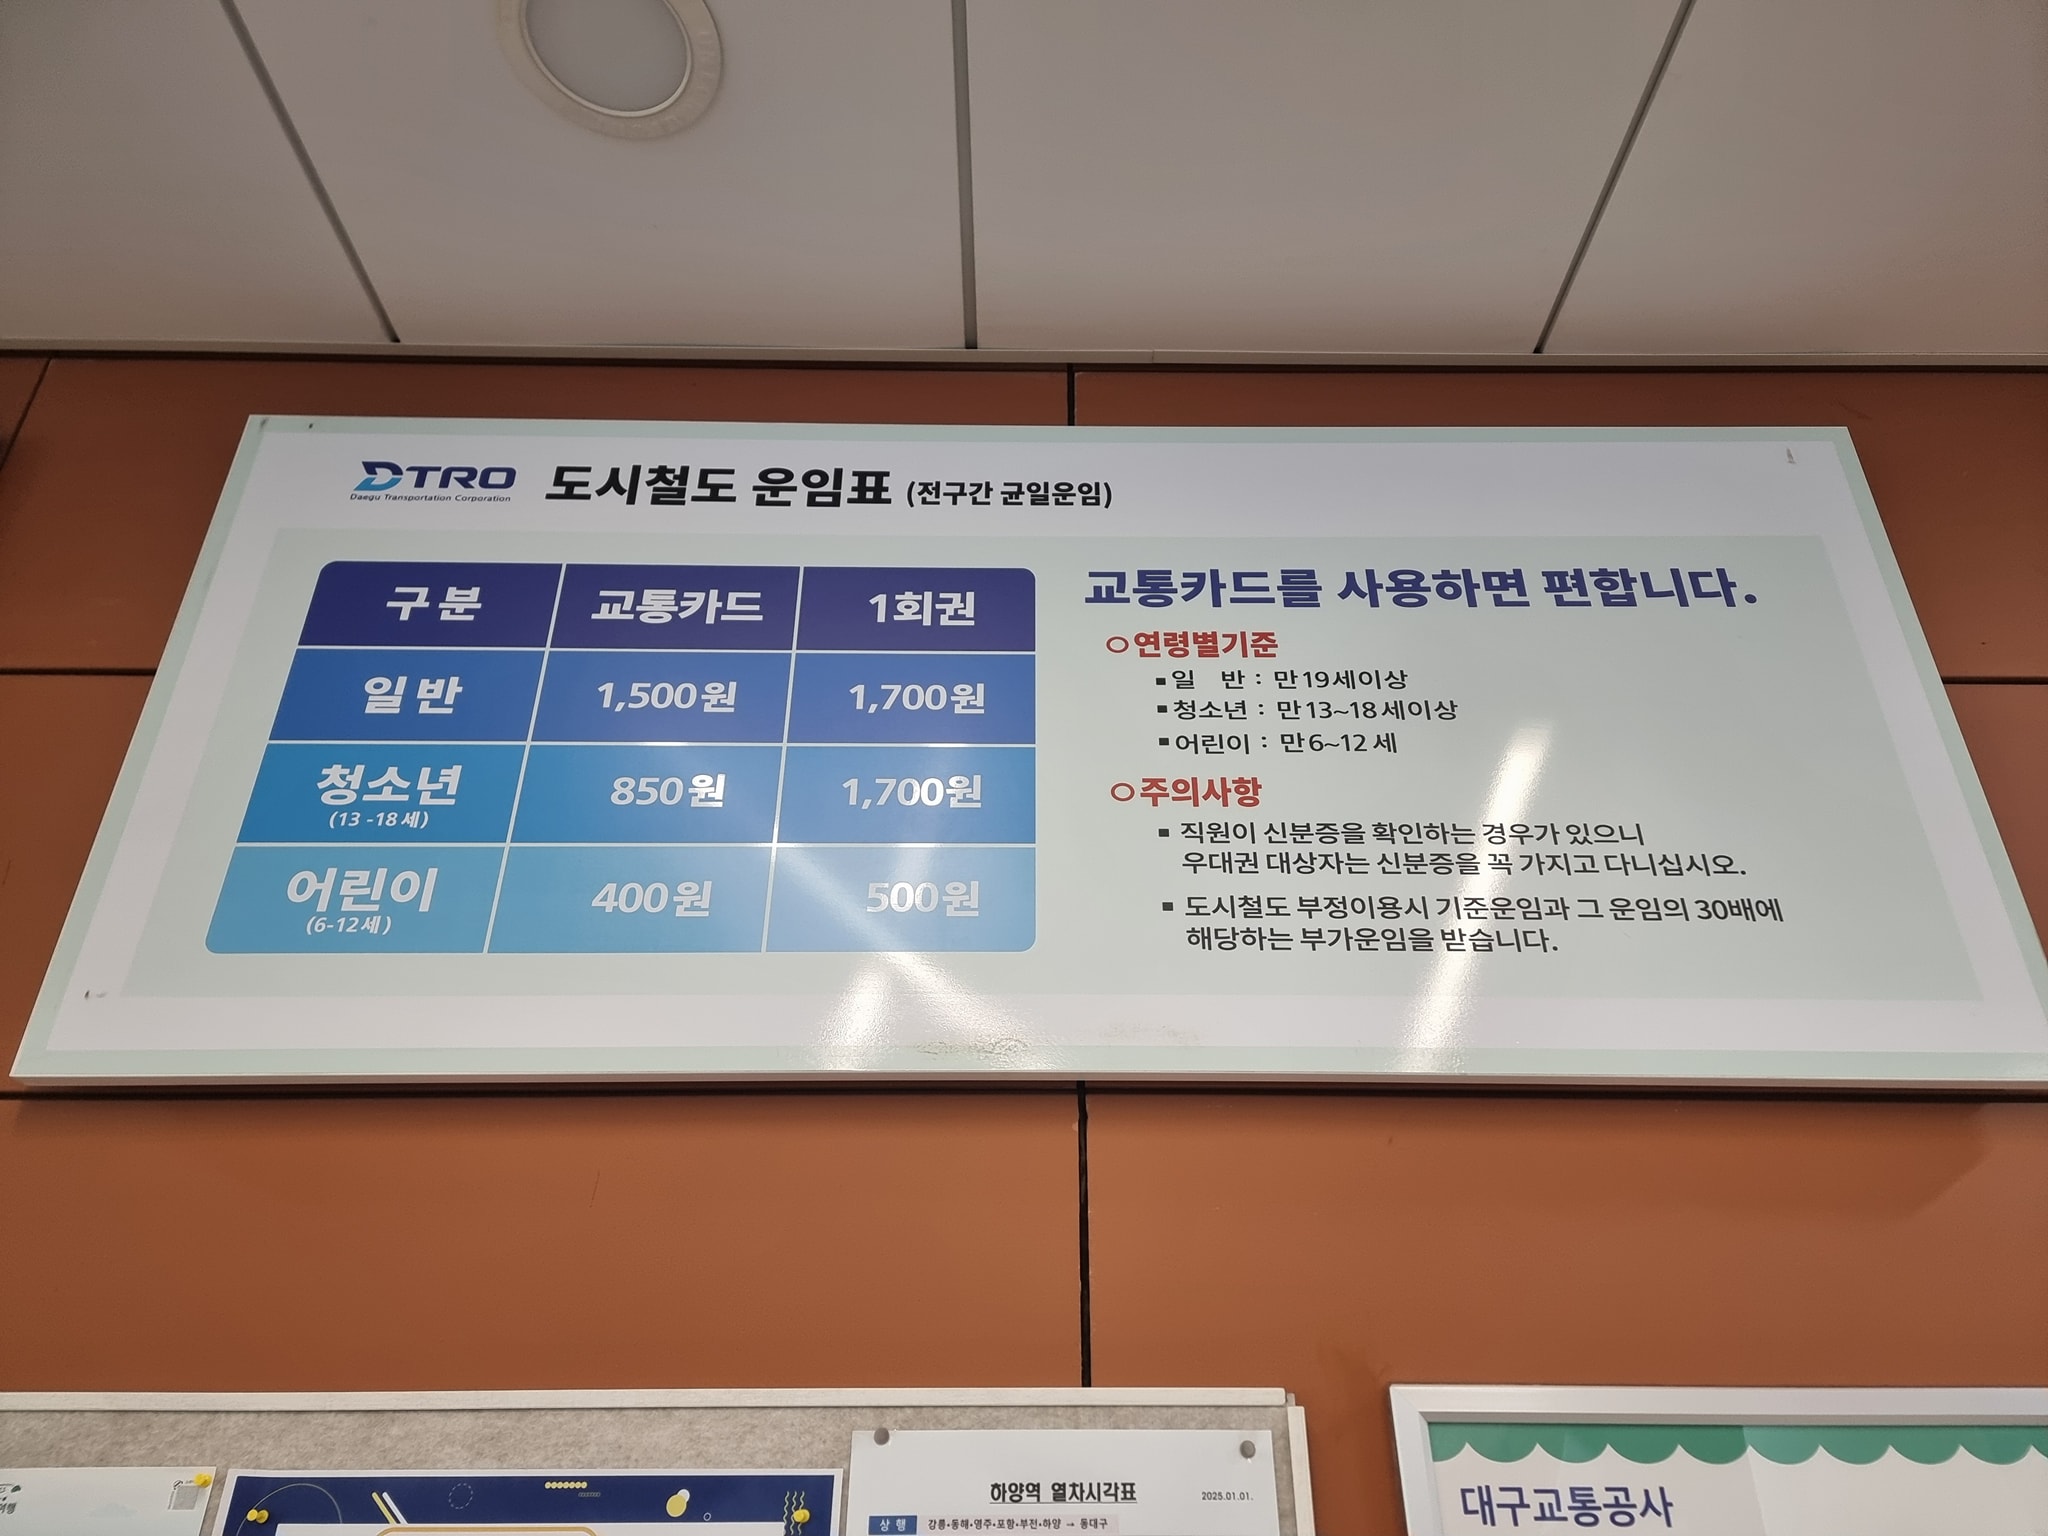 DTRO
Daegu Transportation Corporation
도시철도 운임표 (전구간 균일운임)
구분 교통카드 1회권
일반 1,500원 1,700원
청소년 850원 1,700원
(13 -18세)
어린이 400원 500원
(6-12세)
교통카드를 사용하면 편합니다.
연령별기준
일 반 : 만19세이상
청소년 : 만13~18세이상
어린이 : 만6~12세
주의사항
직원이 신분증을 확인하는 경우가 있으니
우대권 대상자는 신분증을 꼭 가지고 다니십시오.
도시철도 부정이용시 기준운임과 그 운임의 30배에
해당하는 부가운임을 받습니다.
하양역 열차시각표 2025.01.01.
상 행 강릉•동해•영주•포항•부전•하양 → 동대구
대구교통공사